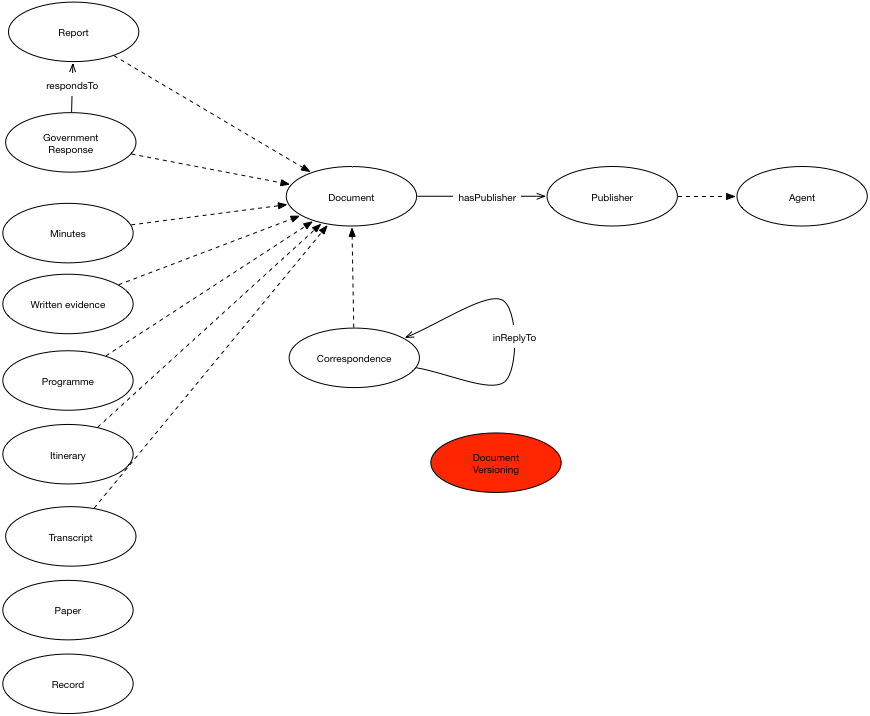 Report
respondsTo
Government
Response
Document
hasPublisher
Publisher
Agent
Minutes
Written evidence
inReplyTo
Correspondence
Programme
Itinerary
Document
Versioning
Transcript
Paper
Record